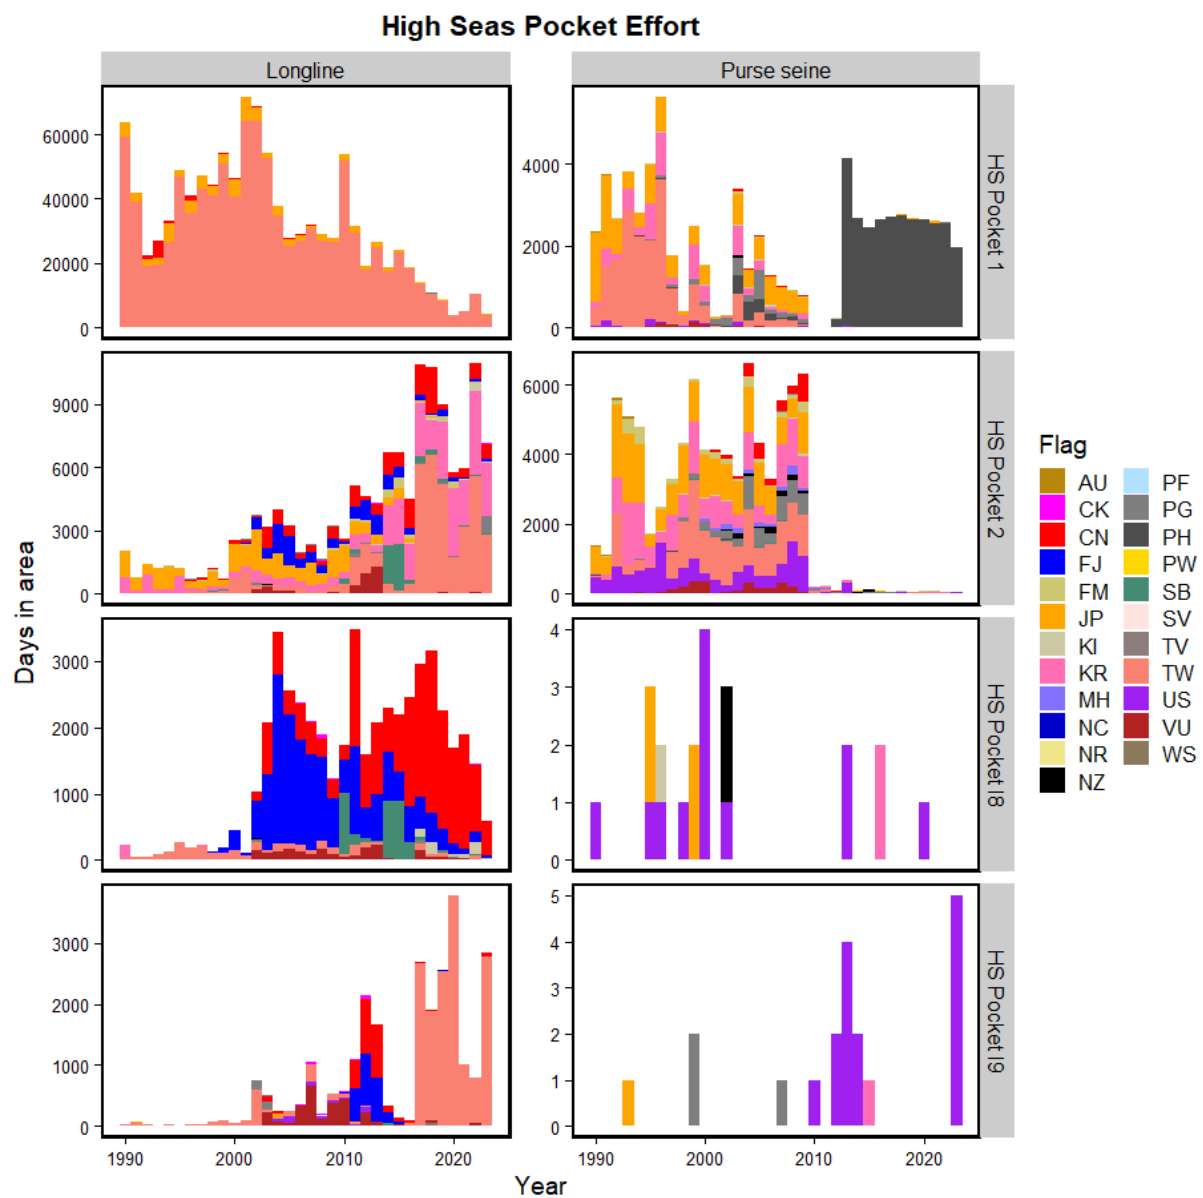 High Seas Pocket Effort
Longline
Purse seine
60000
40000
20000
0
4000
2000
0
HS Pocket 1
9000
6000
3000
0
6000
4000
2000
0
HS Pocket 2
3000
2000
1000
0
4
3
2
1
0
HS Pocket I8
3000
2000
1000
0
5
4
3
2
1
0
HS Pocket I9
1990
2000
2010
2020
1990
2000
2010
2020
Year
Days in area
Flag
AU PF
CK PG
CN PH
FJ PW
FM SB
JP SV
KI TV
KR TW
MH US
NC VU
NR WS
NZ